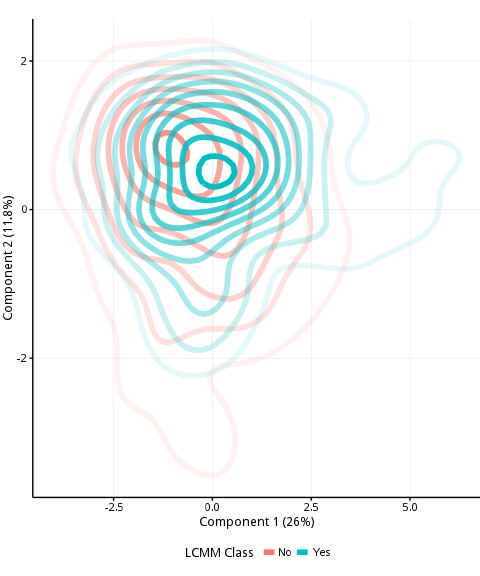 Component 2 (11.8%)
2
0
-2
-2.5 0.0 2.5 5.0
Component 1 (26%)
LCMM Class No Yes